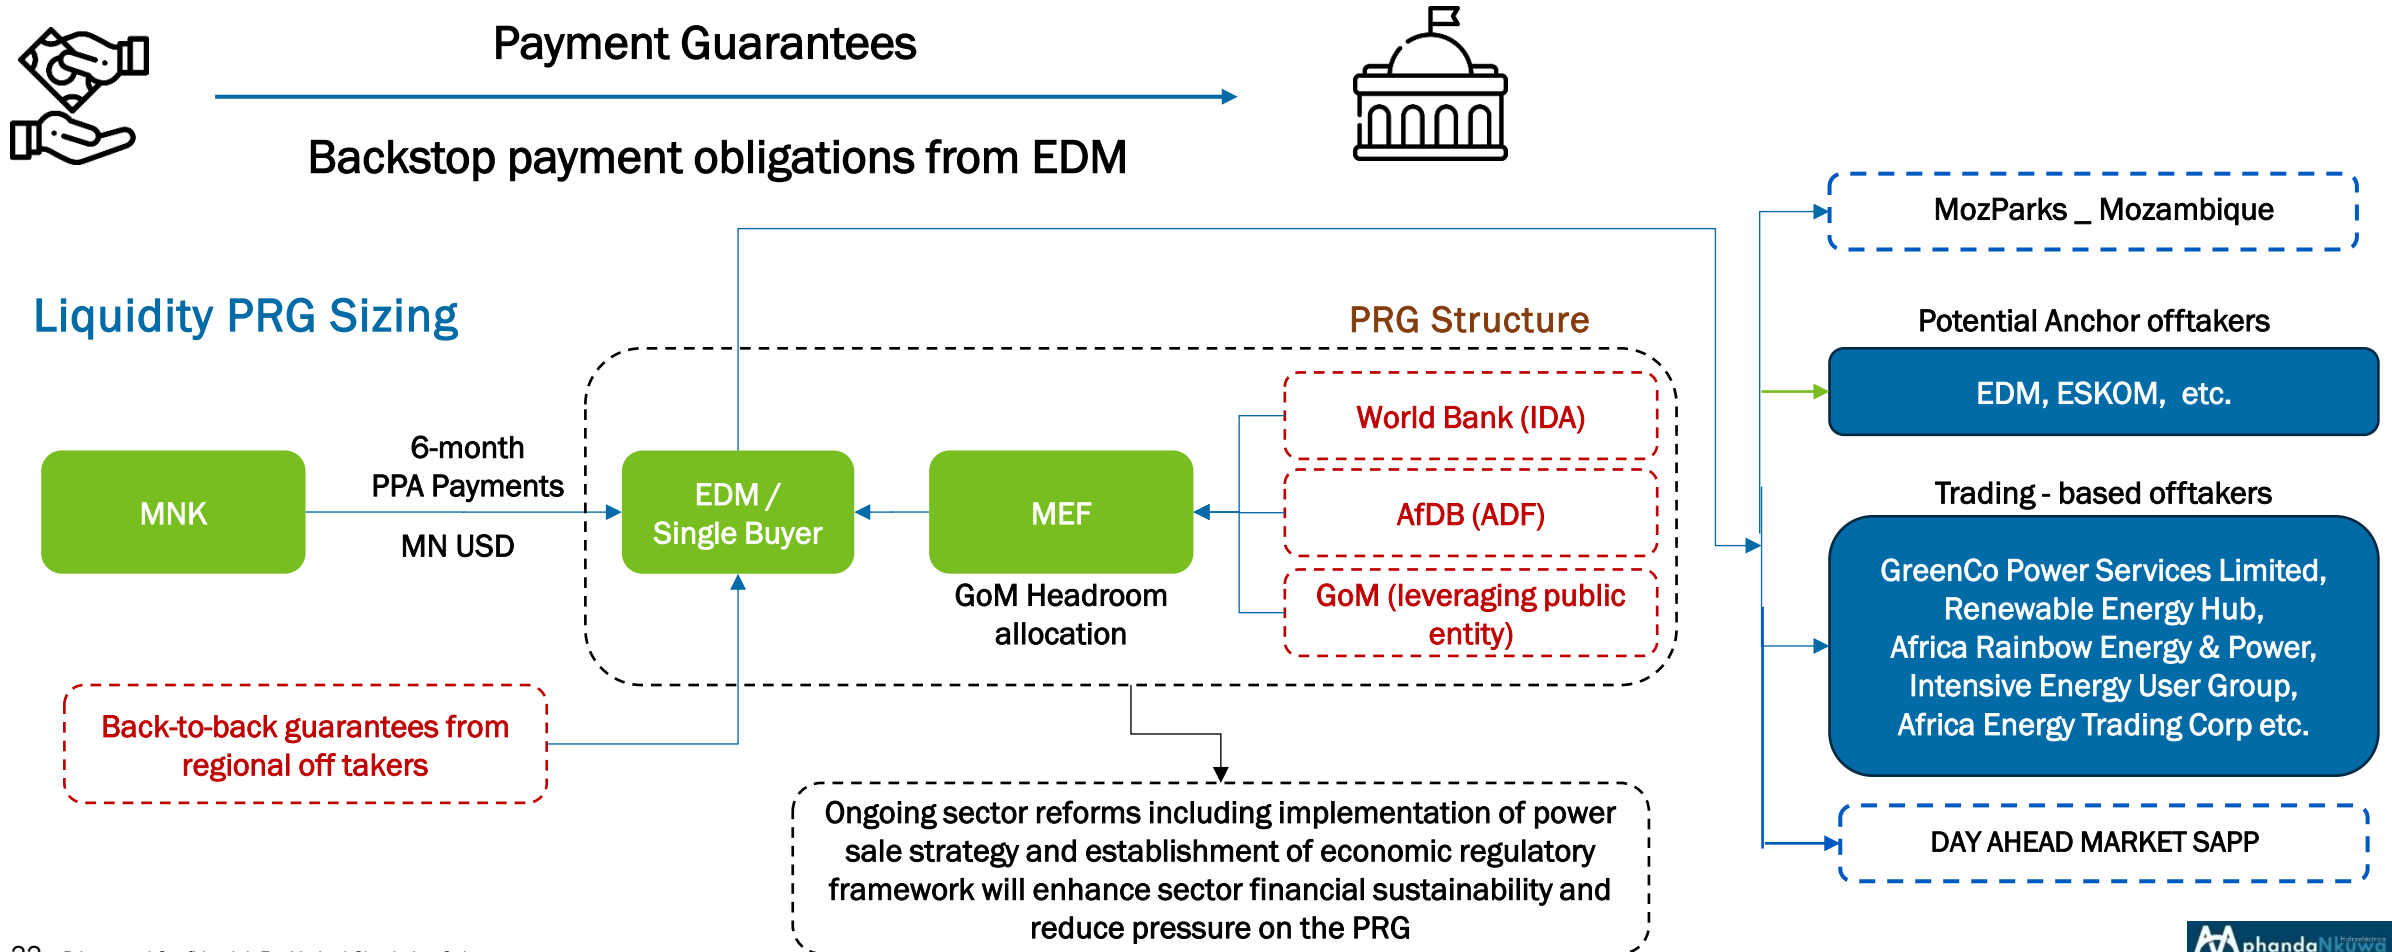 Payment Guarantees
Backstop payment obligations from EDM
MozParks _ Mozambique
Liquidity PRG Sizing
PRG Structure
Potential Anchor offtakers
EDM, ESKOM, etc.
World Bank (IDA)
6-month
PPA Payments
MN USD
MNK
EDM /
Single Buyer
MEF
GoM Headroom
allocation
AfDB (ADF)
GoM (leveraging public
entity)
Trading - based offtakers
GreenCo Power Services Limited,
Renewable Energy Hub,
Africa Rainbow Energy & Power,
Intensive Energy User Group,
Africa Energy Trading Corp etc.
Back-to-back guarantees from
regional off takers
Ongoing sector reforms including implementation of power
sale strategy and establishment of economic regulatory
framework will enhance sector financial sustainability and
reduce pressure on the PRG
DAY AHEAD MARKET SAPP
Hidroeléctrica
phandaNkuwa